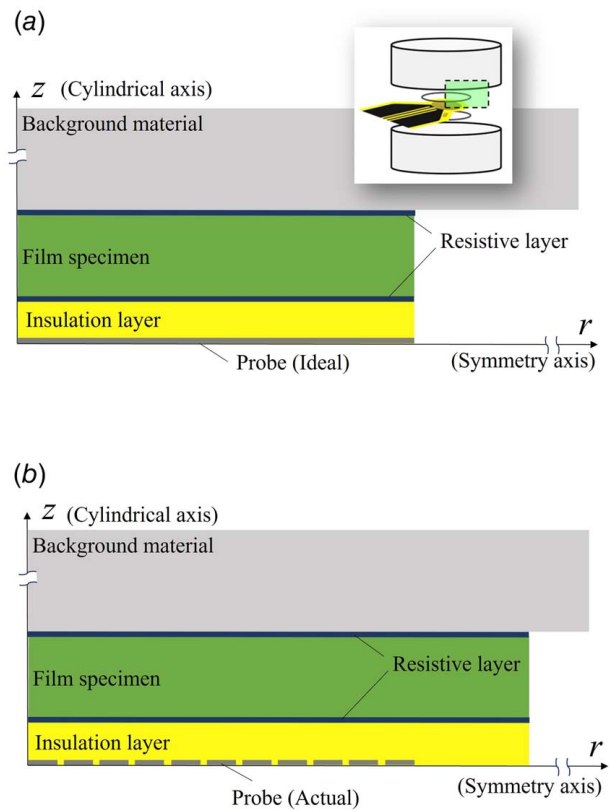 (a)
z (Cylindrical axis)
Background material
Resistive layer
Film specimen
Insulation layer
r
Probe (Ideal)
(Symmetry axis)
(b)
z (Cylindrical axis)
Background material
Resistive layer
Film specimen
Insulation layer
r
Probe (Actual)
(Symmetry axis)